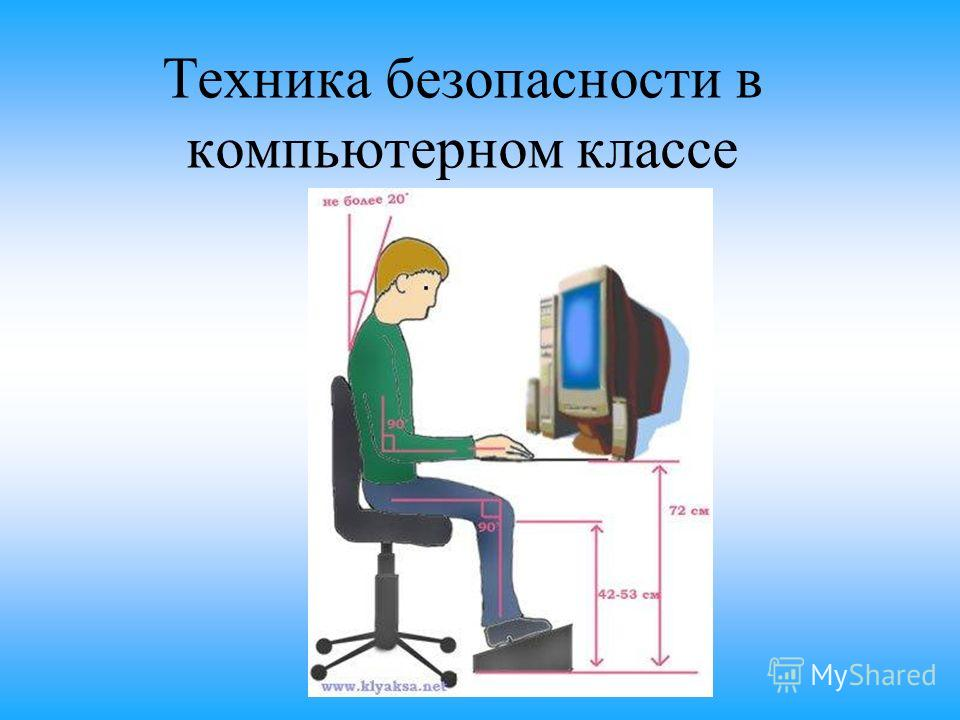 Техника безопасности в
компьютерном классе
не более 20°
90°
90°
72 см
42-53 см
www.klyaksa.net
MyShared